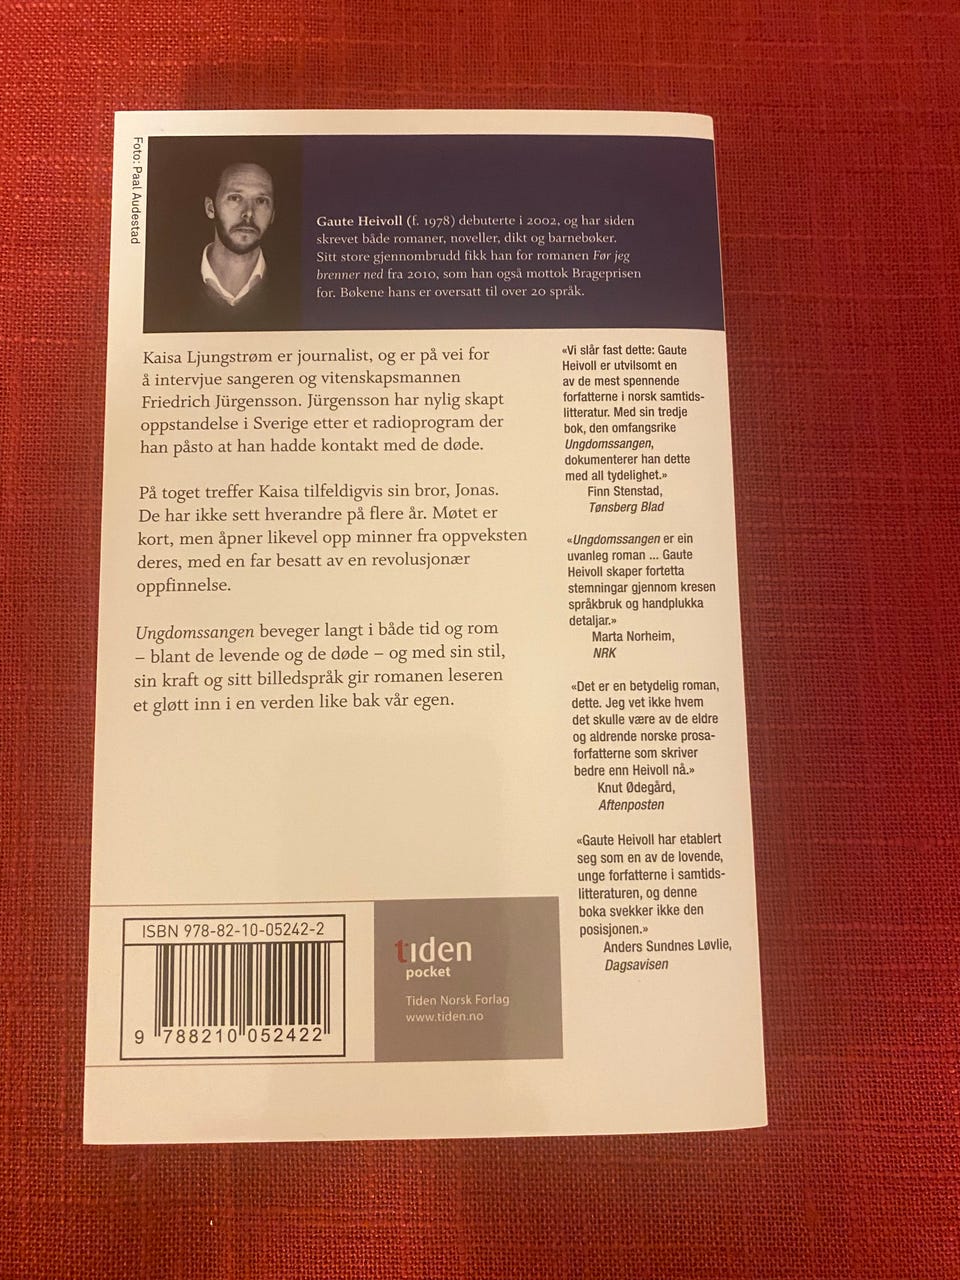 Foto: Paal Audestad
Gaute Heivoll (f. 1978) debuterte i 2002, og har siden
skrevet både romaner, noveller, dikt og barnebøker.
Sitt store gjennombrudd fikk han for romanen Før jeg
brenner ned fra 2010, som han også mottok Brageprisen
for. Bøkene hans er oversatt til over 20 språk.
Kaisa Ljungstrøm er journalist, og er på vei for
å intervjue sangeren og vitenskapsmannen
Friedrich Jürgensson. Jürgensson har nylig skapt
oppstandelse i Sverige etter et radioprogram der
han påsto at han hadde kontakt med de døde.
På toget treffer Kaisa tilfeldigvis sin bror, Jonas.
De har ikke sett hverandre på flere år. Møtet er
kort, men åpner likevel opp minner fra oppveksten
deres, med en far besatt av en revolusjonær
oppfinnelse.
Ungdomssangen beveger langt i både tid og rom
– blant de levende og de døde – og med sin stil,
sin kraft og sitt billedspråk gir romanen leseren
et gløtt inn i en verden like bak vår egen.
«Vi slår fast dette: Gaute
Heivoll er utvilsomt en
av de mest spennende
forfatterne i norsk samtids-
litteratur. Med sin tredje
bok, den omfangsrike
Ungdomssangen,
dokumenterer han dette
med all tydelighet.»
Finn Stenstad,
Tønsberg Blad
«Ungdomssangen er ein
uvanleg roman ... Gaute
Heivoll skaper fortetta
stemningar gjennom kresen
språkbruk og handplukka
detaljar.»
Marta Norheim,
NRK
«Det er en betydelig roman,
dette. Jeg vet ikke hvem
det skulle være av de eldre
og aldrende norske prosa-
forfatterne som skriver
bedre enn Heivoll nå.»
Knut Ødegård,
Aftenposten
«Gaute Heivoll har etablert
seg som en av de lovende,
unge forfatterne i samtids-
litteraturen, og denne
boka svekker ikke den
posisjonen.»
Anders Sundnes Løvlie,
Dagsavisen
ISBN 978-82-10-05242-2
9 788210 052422
tiden
pocket
Tiden Norsk Forlag
www.tiden.no